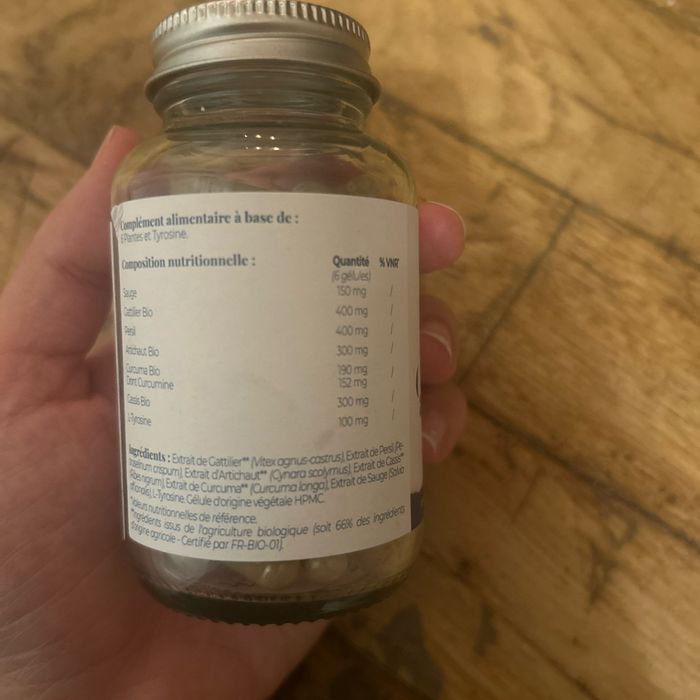 Complément alimentaire à base de :
6 Plantes et Tyrosine.
Composition nutritionnelle : Quantité % VNR*
(6 gélules)
Sauge 150 mg /
Gattilier Bio 400 mg /
Persil 400 mg /
Artichaut Bio 300 mg /
Curcuma Bio 190 mg /
Dont Curcumine 152 mg /
Cassis Bio 300 mg /
L-Tyrosine 100 mg /
Ingrédients : Extrait de Gattilier** (Vitex agnus-castrus), Extrait de Persil (Pe-
troselinum crispum), Extrait d'Artichaut** (Cynara scolymus), Extrait de Cassis**
(Ribes nigrum), Extrait de Curcuma** (Curcuma longa), Extrait de Sauge (Salvia
officinalis), L-Tyrosine. Gélule d'origine végétale HPMC.
*Valeurs nutritionnelles de référence.
**Ingrédients issus de l'agriculture biologique (soit 66% des ingrédients
d'origine agricole - Certifié par FR-BIO-01).